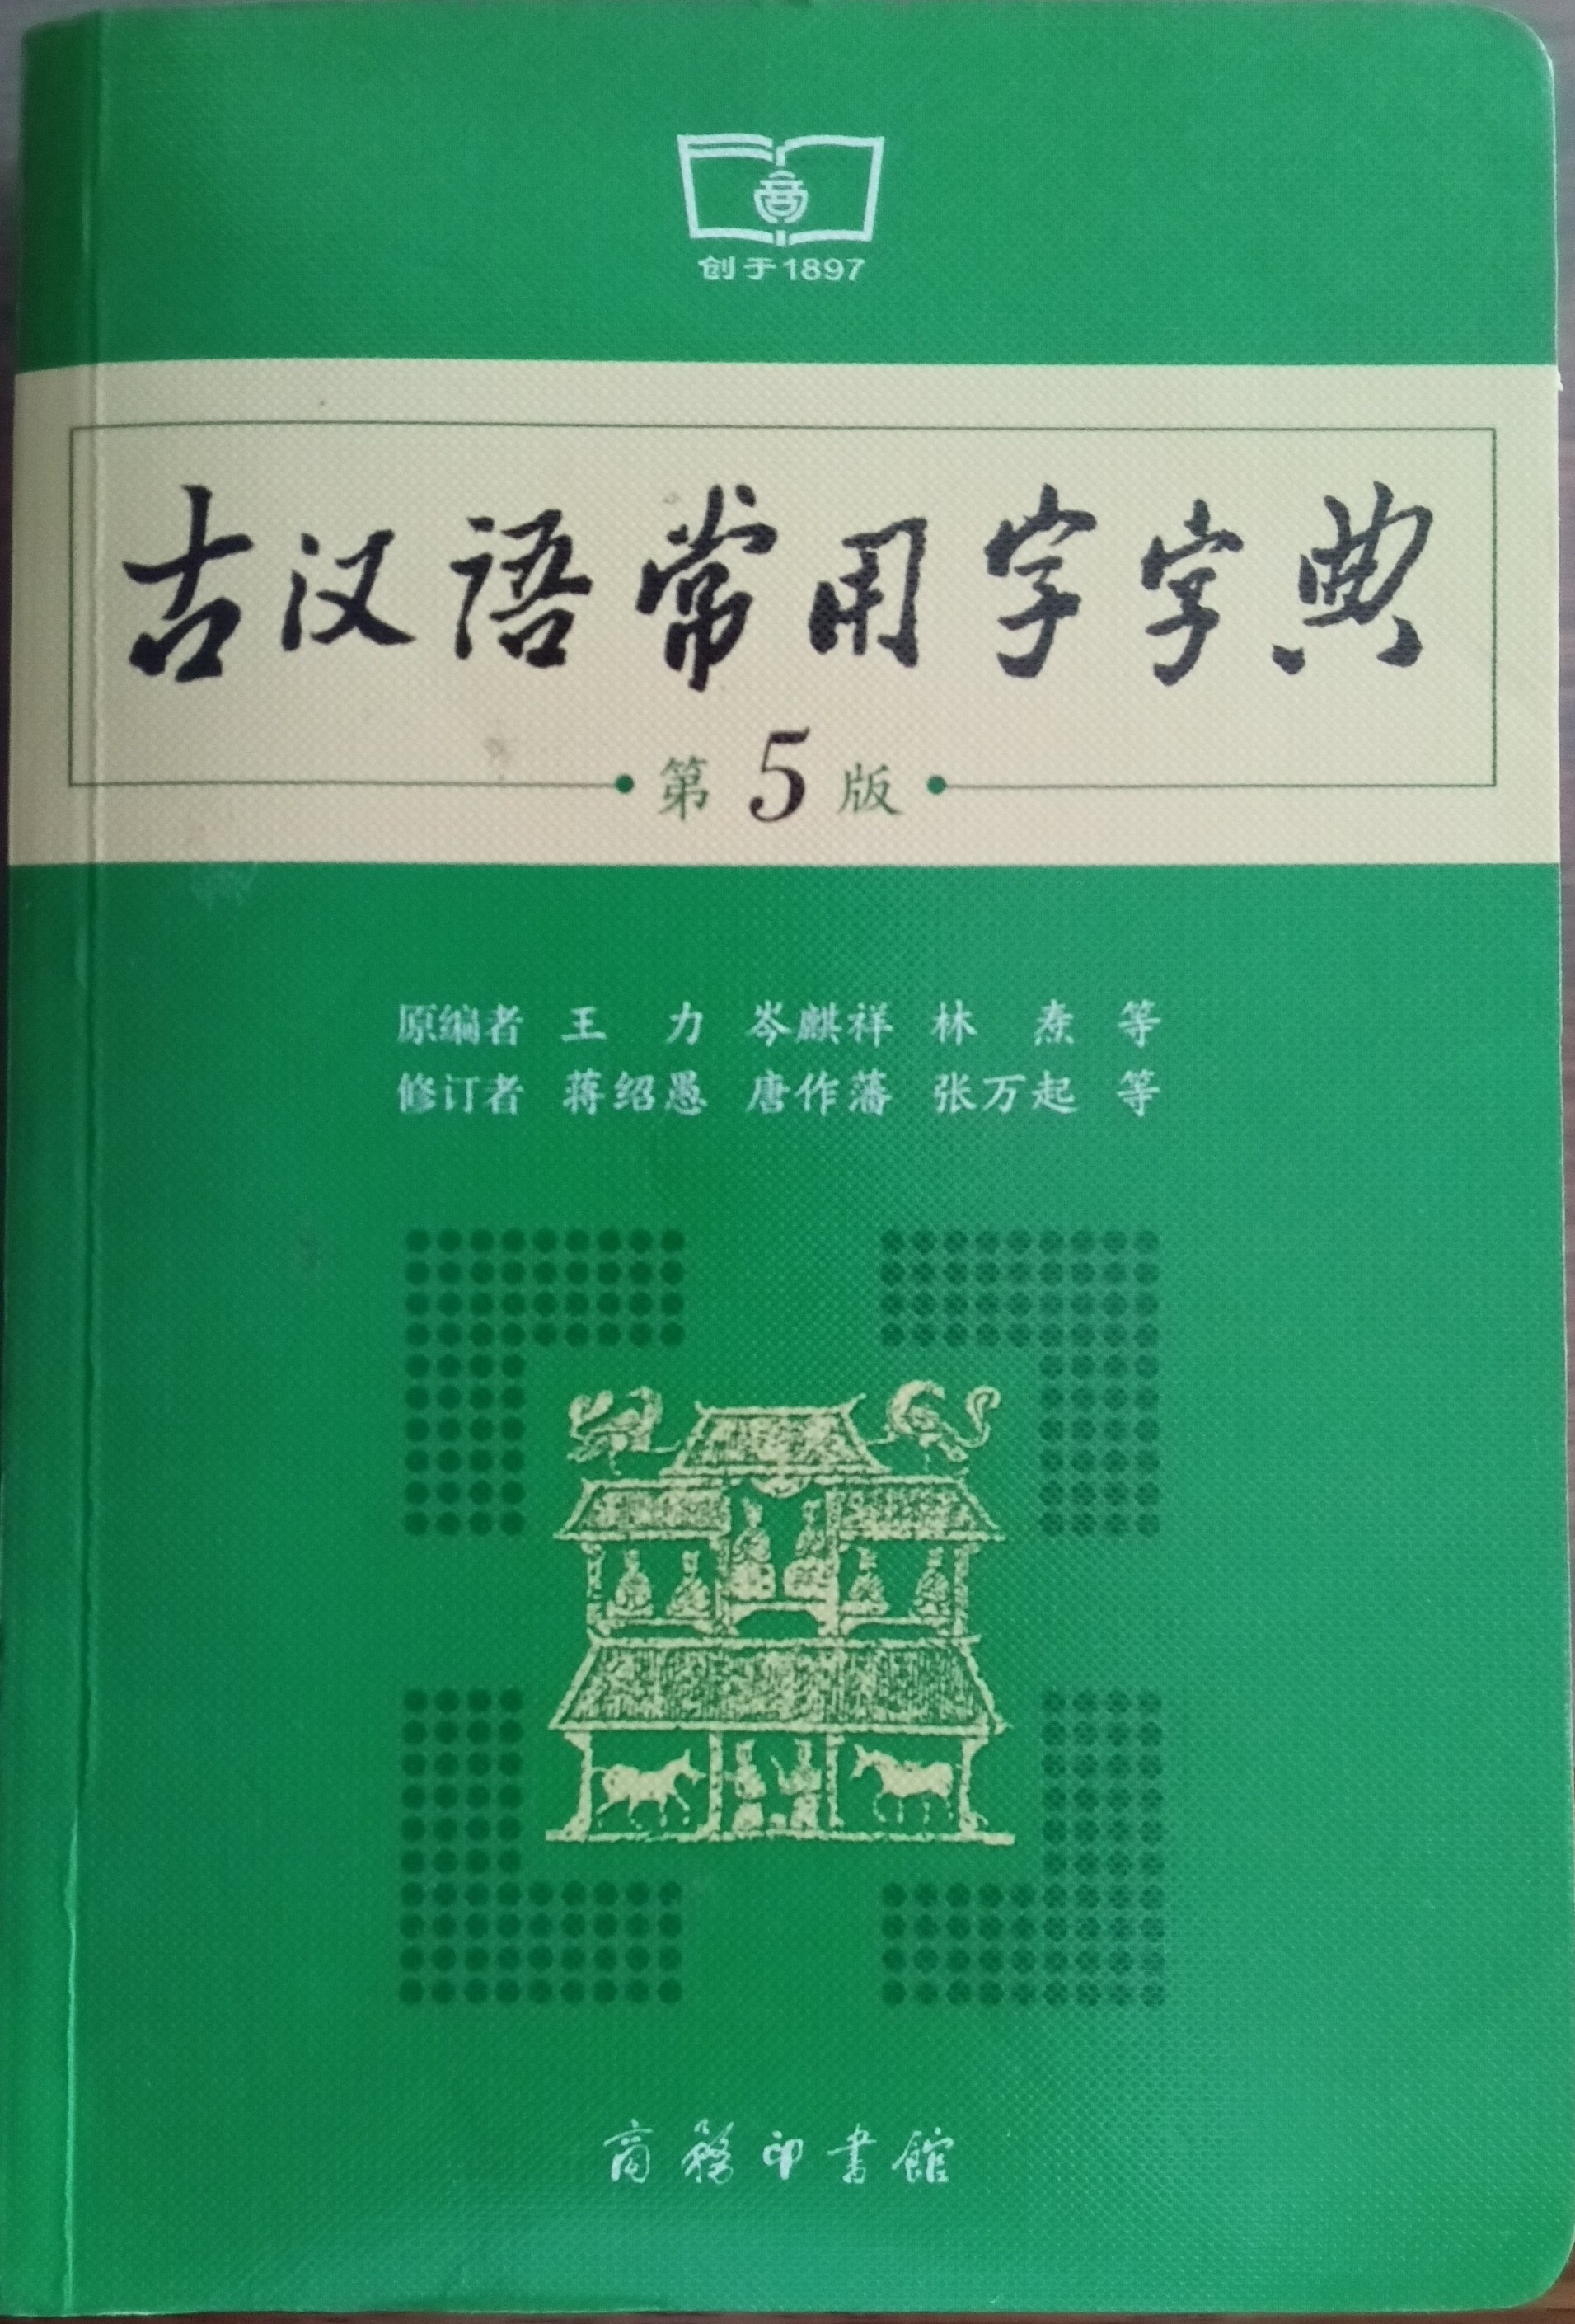 创于1897
古汉语常用字字典
第5版
原编者 王 力 岑麒祥 林 焘 等
修订者 蒋绍愚 唐作藩 张万起 等
商務印書館